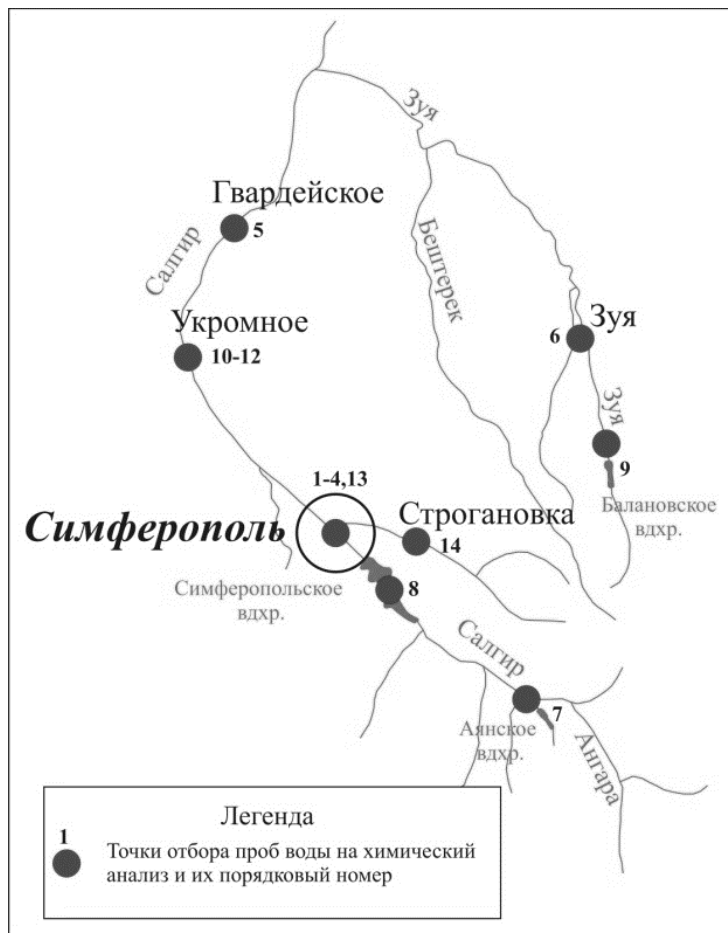 Зуя
Гвардейское
5
Салгир
Бештерек
Укромное
10-12
Зуя
6
Зуя
9
Балановское
вдхр.
1-4,13
Симферополь
Строгановка
14
Симферопольское
вдхр.
8
Салгир
7
Аянское
вдхр.
Ангара
Легенда
1
Точки отбора проб воды на химический
анализ и их порядковый номер